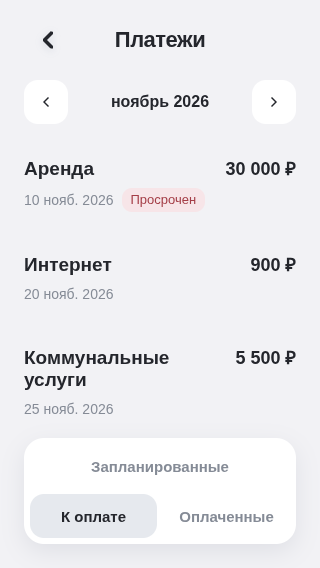 Платежи
ноябрь 2026
Аренда 30 000 ₽
10 нояб. 2026 Просрочен
Интернет 900 ₽
20 нояб. 2026
Коммунальные 5 500 ₽
услуги
25 нояб. 2026
Запланированные
К оплате Оплаченные